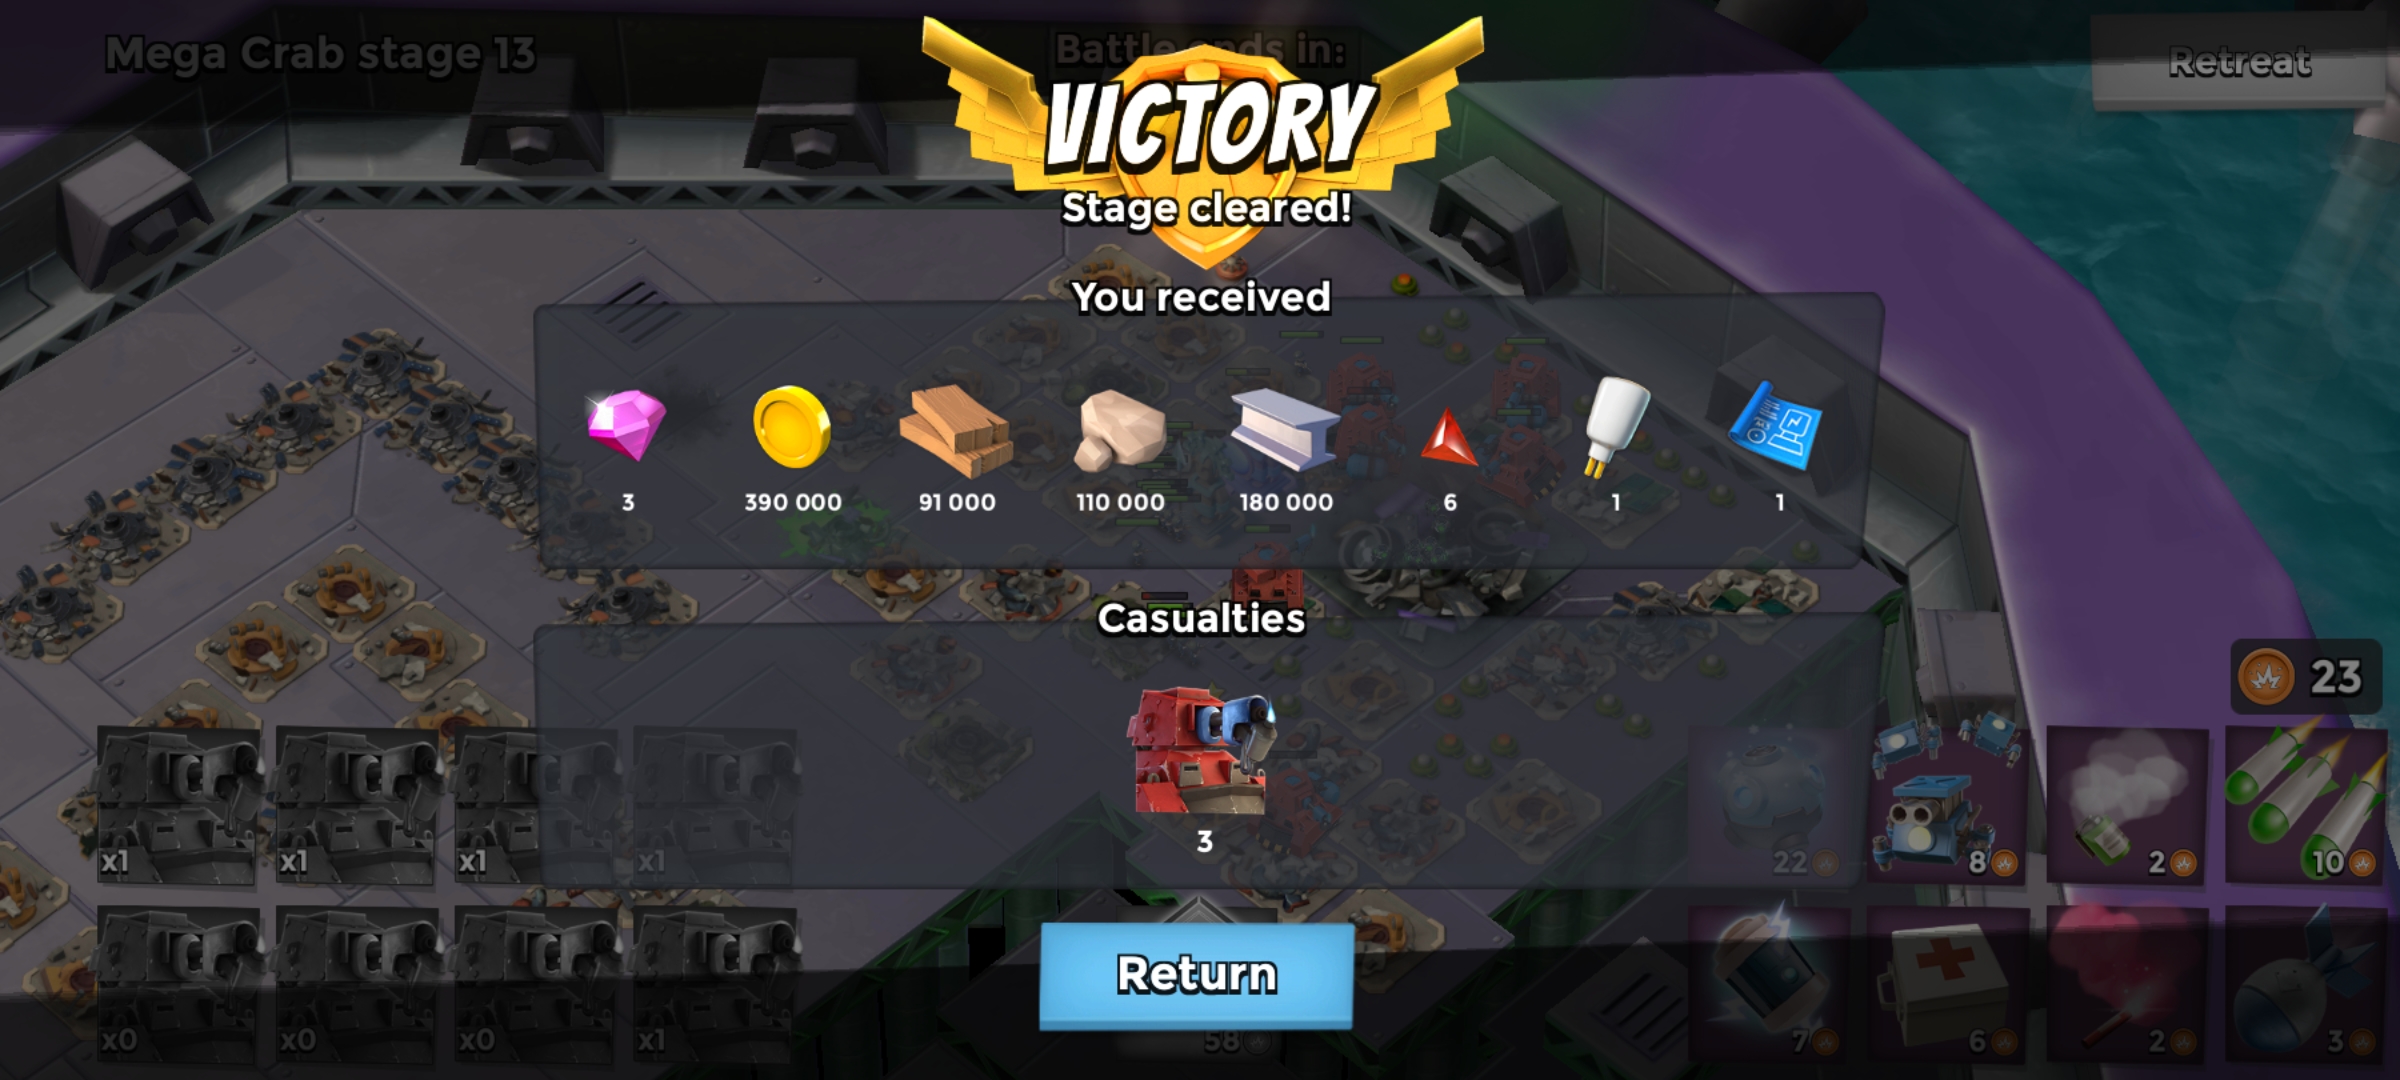 Mega Crab stage 13
Battle ends in:
Retreat
VICTORY
Stage cleared!
You received
3
390 000
91 000
110 000
180 000
6
1
1
Casualties
3
23
x1
x1
x1
x1
22
8
2
10
x0
x0
x0
x1
Return
58
7
6
2
3